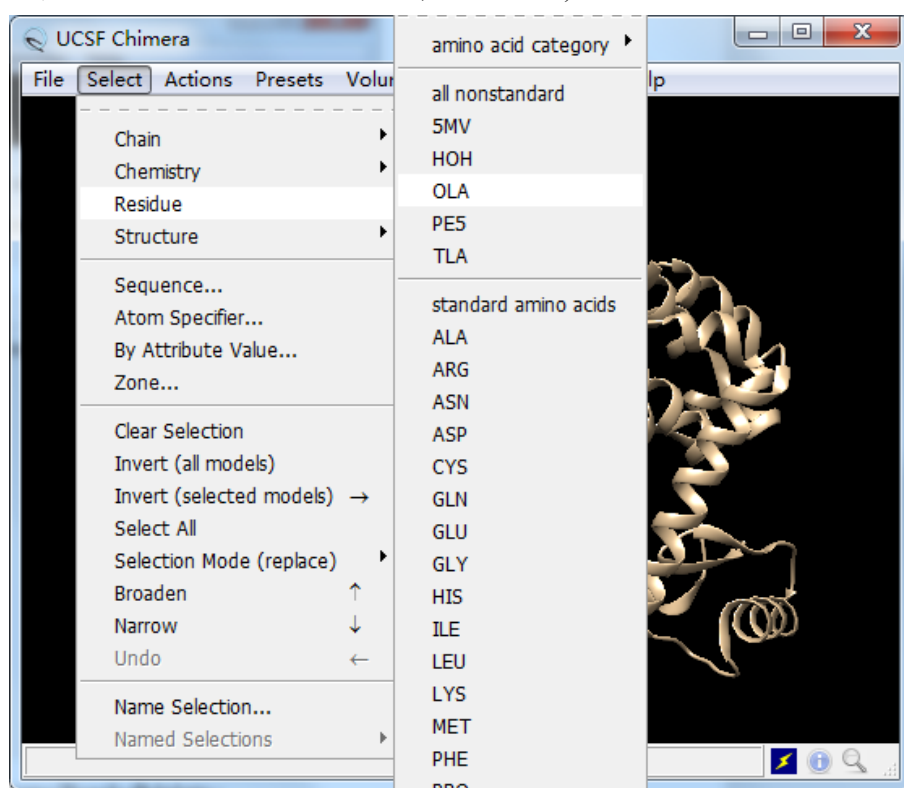 UCSF Chimera
File Select Actions Presets
Chain
Chemistry
Residue
Structure
Sequence...
Atom Specifier...
By Attribute Value...
Zone...
Clear Selection
Invert (all models)
Invert (selected models) →
Select All
Selection Mode (replace)
Broaden ↑
Narrow ↓
Undo ←
Name Selection...
Named Selections
amino acid category
all nonstandard
5MV
HOH
OLA
PE5
TLA
standard amino acids
ALA
ARG
ASN
ASP
CYS
GLN
GLU
GLY
HIS
ILE
LEU
LYS
MET
PHE